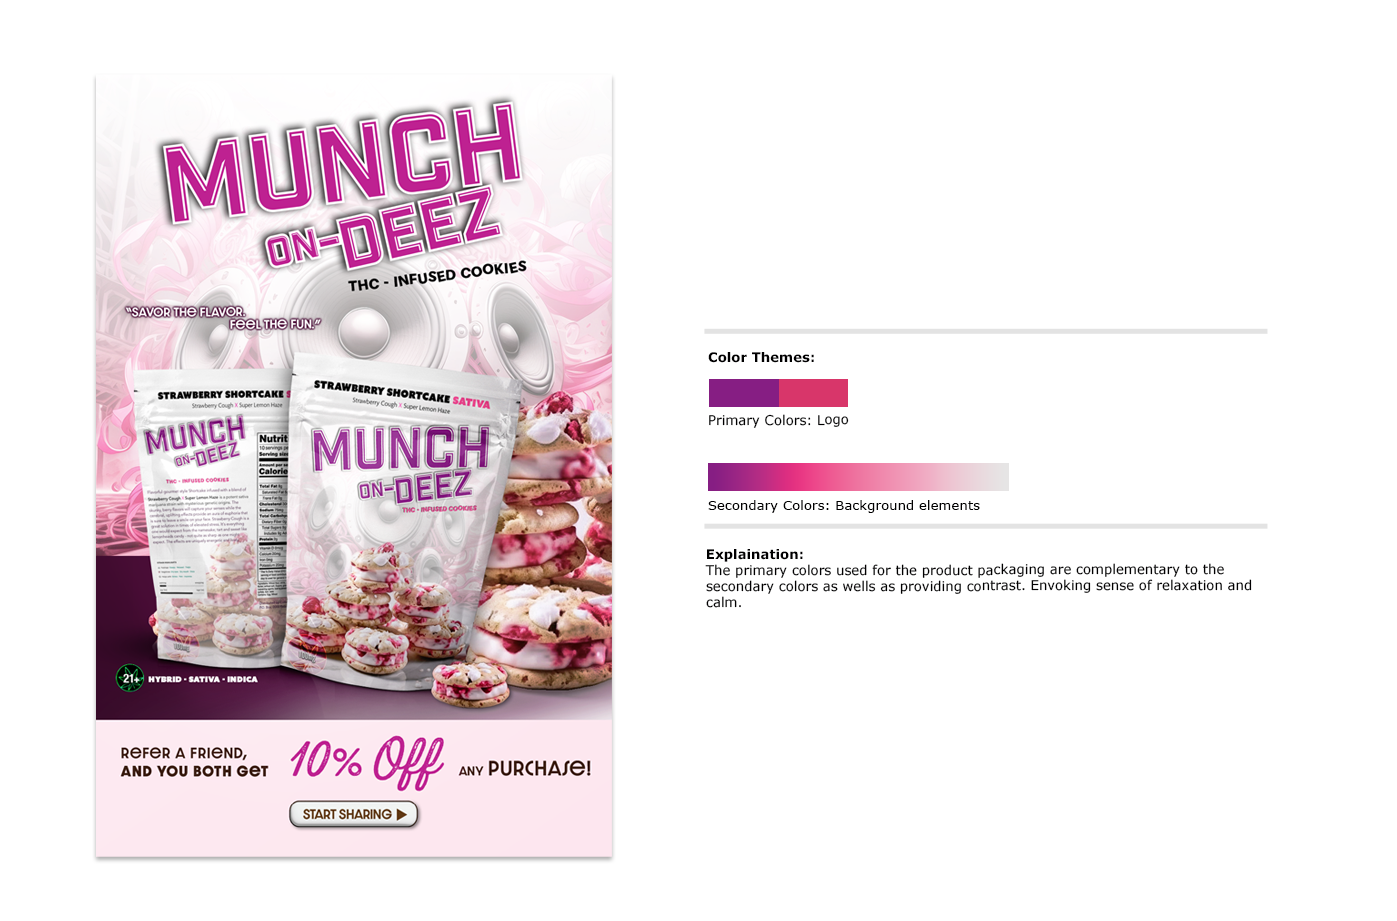 MUNCH
ON-DEEZ
THC - INFUSED COOKIES
"SAVOR THE FLAVOR.
FEEL THE FUN."
STRAWBERRY SHORTCAKE S
Strawberry Cough X Super Lemon Haze
MUNCH
ON-DEEZ
THC - INFUSED COOKIES
Nutrit
Calorie
STRAWBERRY SHORTCAKE SATIVA
Strawberry Cough X Super Lemon Haze
MUNCH
ON-DEEZ
THC - INFUSED COOKIES
21+ HYBRID - SATIVA - INDICA
REFER A FRIEND,
AND YOU BOTH GET
10% Off
ANY PURCHASE!
START SHARING
Color Themes:
Primary Colors: Logo
Secondary Colors: Background elements
Explaination:
The primary colors used for the product packaging are complementary to the
secondary colors as wells as providing contrast. Envoking sense of relaxation and
calm.